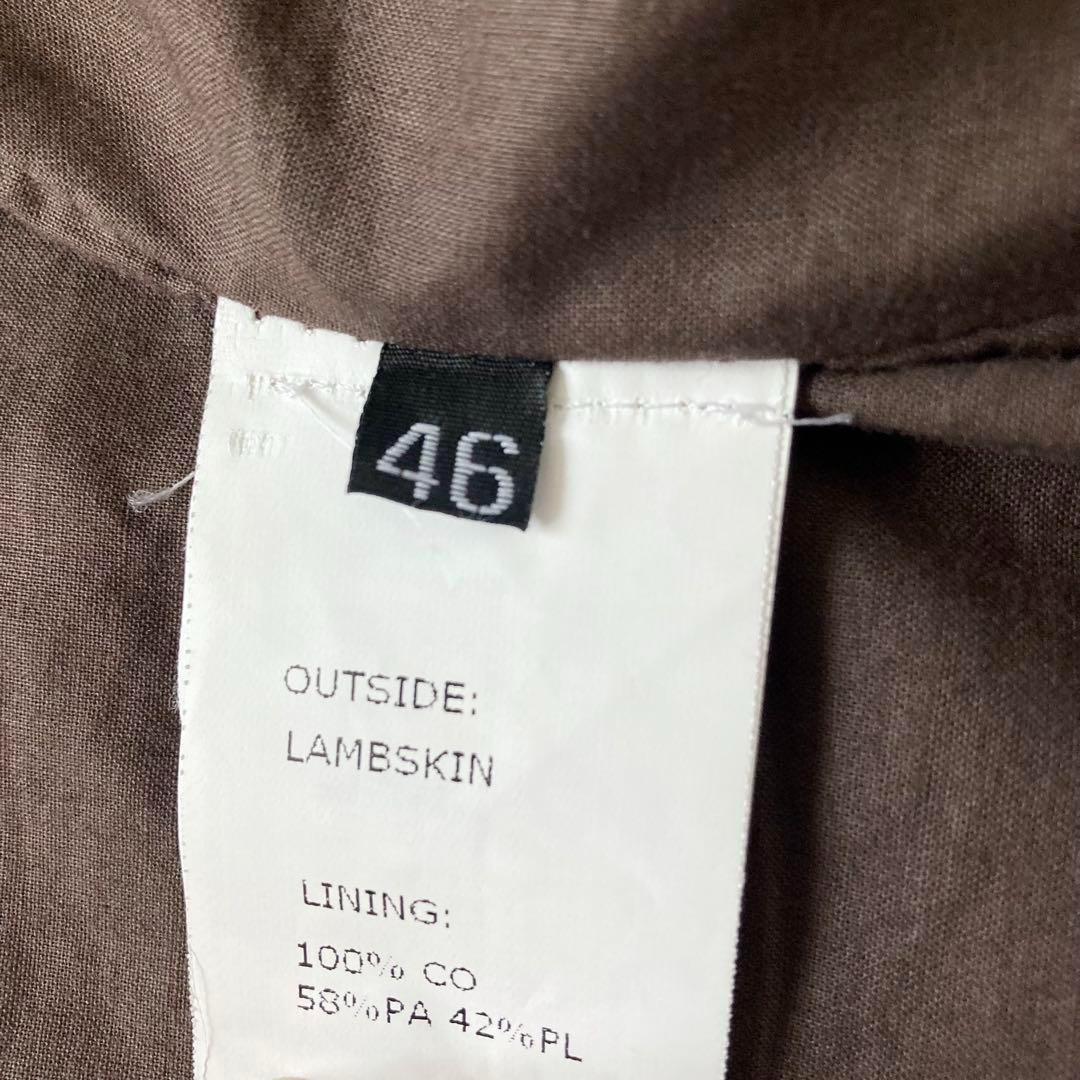 46
OUTSIDE:
LAMBSKIN
LINING:
100% CO
58%PA 42%PL